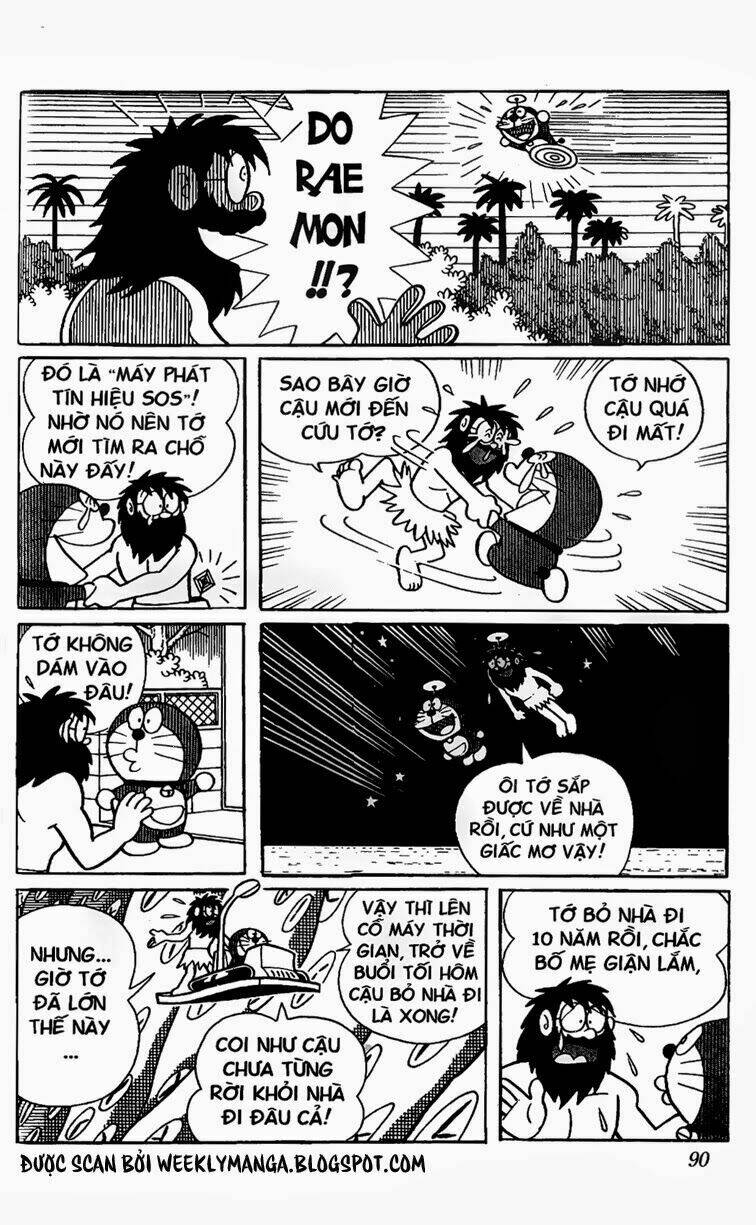 DO
RAE
MON
!!?
SAO BÂY GIỜ
CẬU MỚI ĐẾN
CỨU TỚ?
TỚ NHỚ
CẬU QUÁ
ĐI MẤT!
ĐÓ LÀ "MÁY PHÁT
TÍN HIỆU SOS"!
NHỜ NÓ NÊN TỚ
MỚI TÌM RA CHỖ
NÀY ĐẤY!
ÔI TỚ SẮP
ĐƯỢC VỀ NHÀ
RỒI, CỨ NHƯ MỘT
GIẤC MƠ VẬY!
TỚ KHÔNG
DÁM VÀO
ĐÂU!
TỚ BỎ NHÀ ĐI
10 NĂM RỒI, CHẮC
BỐ MẸ GIẬN LẮM,
VẬY THÌ LÊN
CỖ MÁY THỜI
GIAN, TRỞ VỀ
BUỔI TỐI HÔM
CẬU BỎ NHÀ ĐI
LÀ XONG!
COI NHƯ CẬU
CHƯA TỪNG
RỜI KHỎI NHÀ
ĐI ĐÂU CẢ!
NHƯNG...
GIỜ TỚ
ĐÃ LỚN
THẾ NÀY
...
ĐƯỢC SCAN BỞI WEEKLYMANGA.BLOGSPOT.COM
90